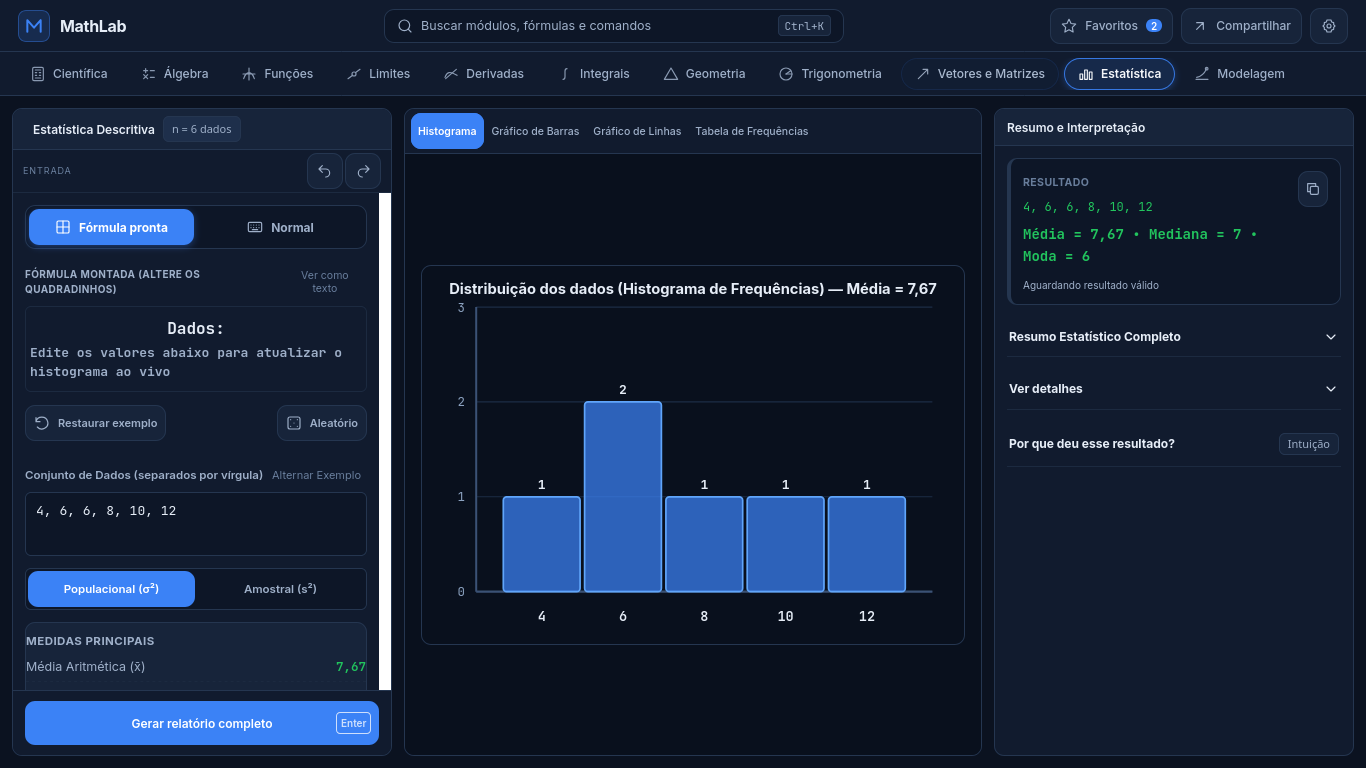 MathLab
Buscar módulos, fórmulas e comandos
Ctrl+K
Favoritos 2
Compartilhar
Científica
Álgebra
Funções
Limites
Derivadas
Integrais
Geometria
Trigonometria
Vetores e Matrizes
Estatística
Modelagem
Estatística Descritiva
n = 6 dados
ENTRADA
Fórmula pronta
Normal
FÓRMULA MONTADA (ALTERE OS
QUADRADINHOS)
Ver como
texto
Dados:
Edite os valores abaixo para atualizar o
histograma ao vivo
Restaurar exemplo
Aleatório
Conjunto de Dados (separados por vírgula)
Alternar Exemplo
4, 6, 6, 8, 10, 12
Populacional (σ²)
Amostral (s²)
MEDIDAS PRINCIPAIS
Média Aritmética (x̄)
7,67
Gerar relatório completo
Enter
Histograma
Gráfico de Barras
Gráfico de Linhas
Tabela de Frequências
Distribuição dos dados (Histograma de Frequências) — Média = 7,67
3
2
1
0
1
2
1
1
1
4
6
8
10
12
Resumo e Interpretação
RESULTADO
4, 6, 6, 8, 10, 12
Média = 7,67 • Mediana = 7 •
Moda = 6
Aguardando resultado válido
Resumo Estatístico Completo
Ver detalhes
Por que deu esse resultado?
Intuição